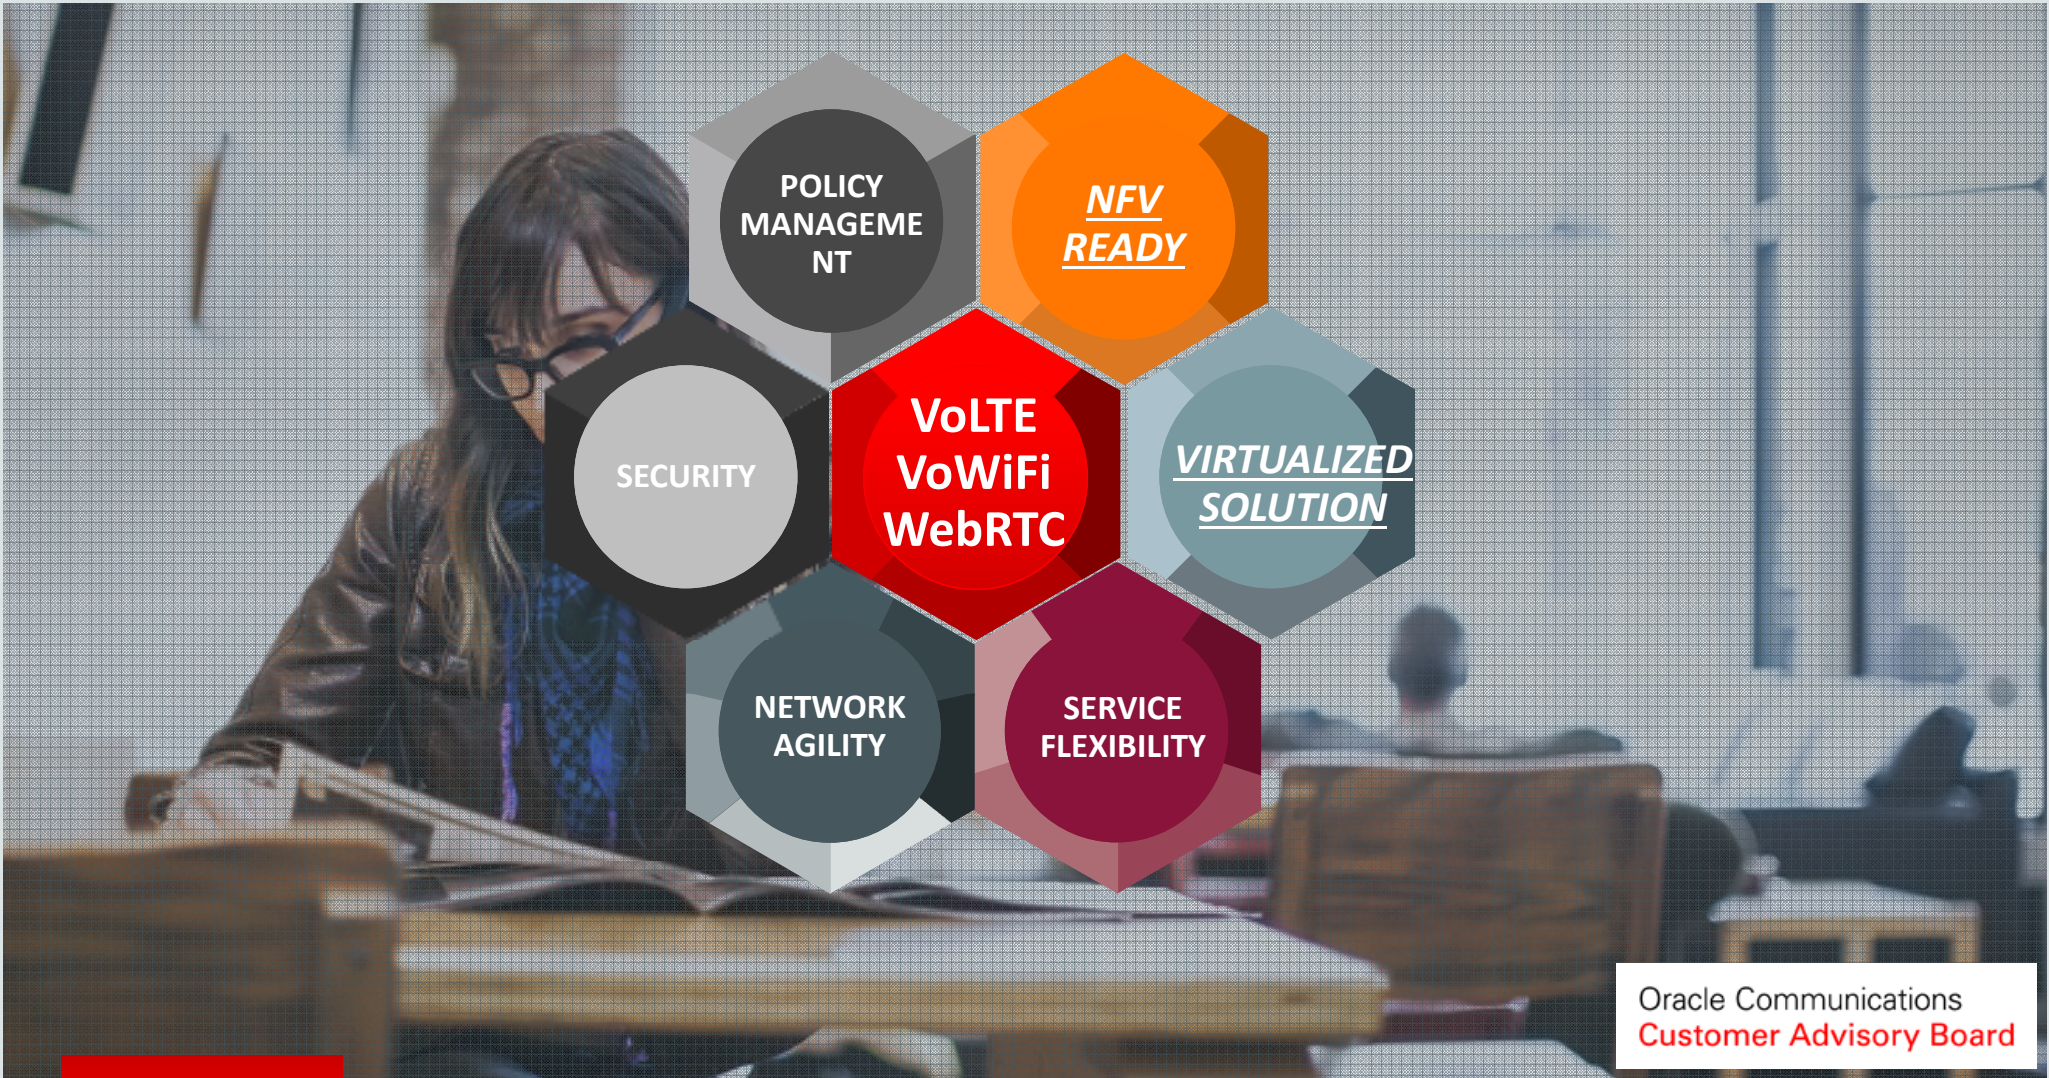 POLICY
MANAGEME
NT
NFV
READY
SECURITY
VoLTE
VoWiFi
WebRTC
VIRTUALIZED
SOLUTION
NETWORK
AGILITY
SERVICE
FLEXIBILITY
Oracle Communications
Customer Advisory Board